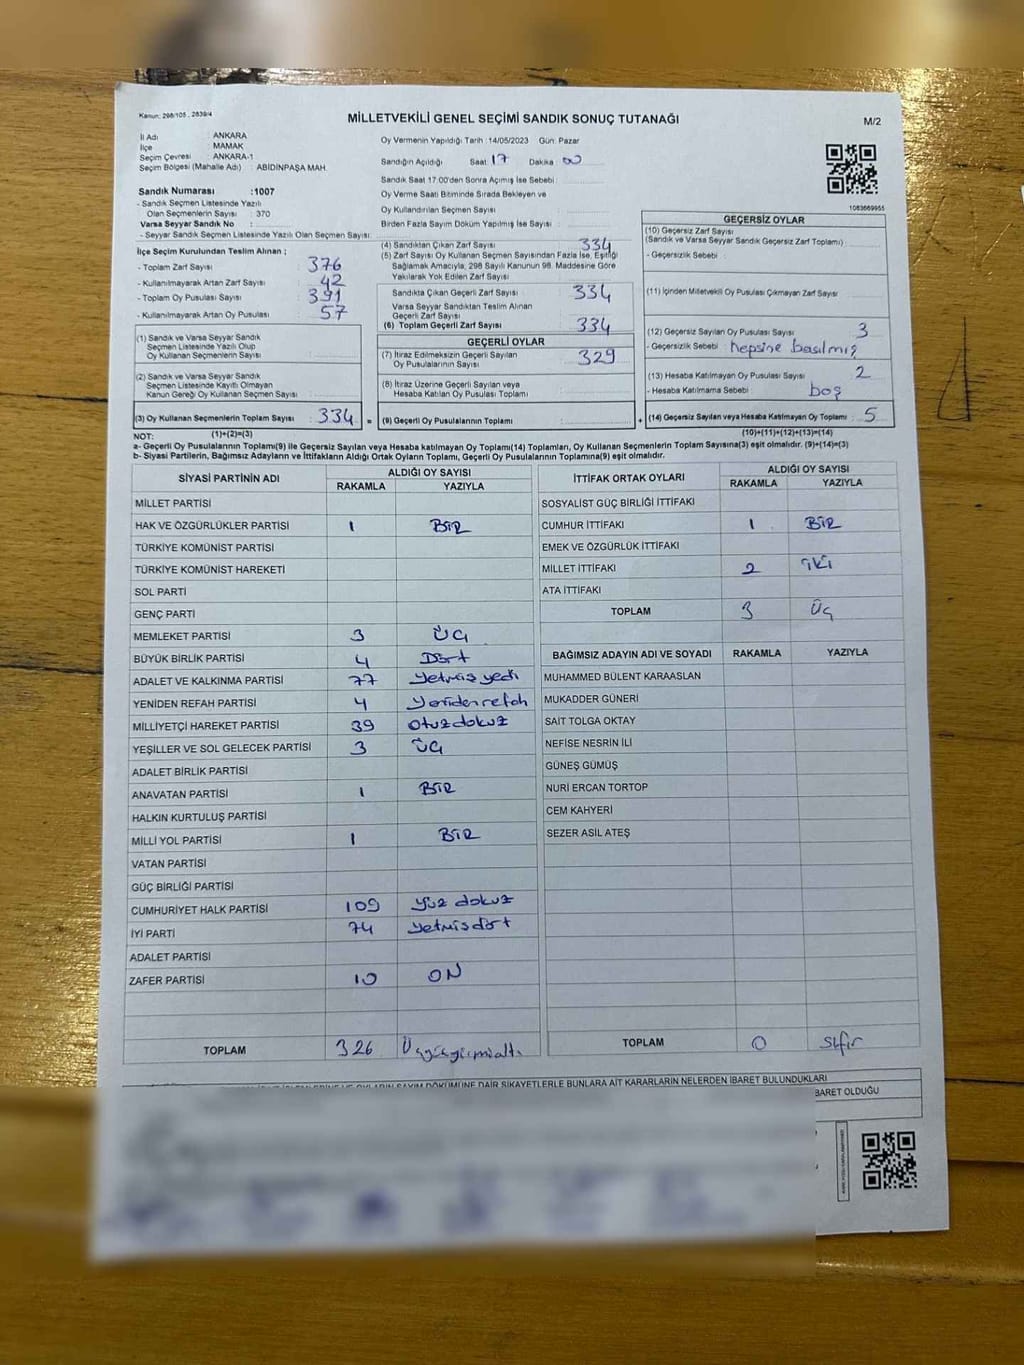 Kanun: 298/105 , 2839/4
MİLLETVEKİLİ GENEL SEÇİMİ SANDIK SONUÇ TUTANAĞI
M/2
İl Adı ANKARA
İlçe MAMAK
Seçim Çevresi ANKARA-1
Seçim Bölgesi (Mahalle Adı) : ABİDİNPAŞA MAH.
Sandık Numarası :1007
- Sandık Seçmen Listesinde Yazılı
Olan Seçmenlerin Sayısı : 370
Varsa Seyyar Sandık No :
- Seyyar Sandık Seçmen Listesinde Yazılı Olan Seçmen Sayısı:
İlçe Seçim Kurulundan Teslim Alınan ;
- Toplam Zarf Sayısı : 376
- Kullanılmayarak Artan Zarf Sayısı : 42
- Toplam Oy Pusulası Sayısı : 391
- Kullanılmayarak Artan Oy Pusulası : 57
Oy Vermenin Yapıldığı Tarih :14/05/2023 Gün: Pazar
Sandığın Açıldığı Saat 17 Dakika 00
Sandık Saat 17:00'den Sonra Açılmış İse Sebebi :
Oy Verme Saati Bitiminde Sırada Bekleyen ve
Oy Kullandırılan Seçmen Sayısı :
Birden Fazla Sayım Döküm Yapılmış İse Sayısı :
(4) Sandıktan Çıkan Zarf Sayısı 334
(5) Zarf Sayısı Oy Kullanan Seçmen Sayısından Fazla İse, Eşitliği
Sağlamak Amacıyla, 298 Sayılı Kanunun 98. Maddesine Göre
Yakılarak Yok Edilen Zarf Sayısı
Sandıkta Çıkan Geçerli Zarf Sayısı : 334
Varsa Seyyar Sandıktan Teslim Alınan
Geçerli Zarf Sayısı :
(6) Toplam Geçerli Zarf Sayısı : 334
1083669955
GEÇERSİZ OYLAR
(10) Geçersiz Zarf Sayısı
(Sandık ve Varsa Seyyar Sandık Geçersiz Zarf Toplamı) :
- Geçersizlik Sebebi :
(11) İçinden Milletvekili Oy Pusulası Çıkmayan Zarf Sayısı :
(12) Geçersiz Sayılan Oy Pusulası Sayısı : 3
- Geçersizlik Sebebi : hepsine basılmış
(13) Hesaba Katılmayan Oy Pusulası Sayısı : 2
- Hesaba Katılmama Sebebi : boş
(1) Sandık ve Varsa Seyyar Sandık
Seçmen Listesinde Yazılı Olup
Oy Kullanan Seçmenlerin Sayısı :
(2) Sandık ve Varsa Seyyar Sandık
Seçmen Listesinde Kayıtlı Olmayan
Kanun Gereği Oy Kullanan Seçmen Sayısı :
GEÇERLİ OYLAR
(7) İtiraz Edilmeksizin Geçerli Sayılan
Oy Pusulalarının Sayısı : 329
(8) İtiraz Üzerine Geçerli Sayılan veya
Hesaba Katılan Oy Pusulası Toplamı :
(3) Oy Kullanan Seçmenlerin Toplam Sayısı : 334 = (9) Geçerli Oy Pusulalarının Toplamı : + (14) Geçersiz Sayılan veya Hesaba Katılmayan Oy Toplamı : 5
NOT: (1)+(2)=(3) (10)+(11)+(12)+(13)=(14)
a- Geçerli Oy Pusulalarının Toplamı(9) ile Geçersiz Sayılan veya Hesaba katılmayan Oy Toplamı(14) Toplamları, Oy Kullanan Seçmenlerin Toplam Sayısına(3) eşit olmalıdır. (9)+(14)=(3)
b- Siyasi Partilerin, Bağımsız Adayların ve İttifakların Aldığı Ortak Oyların Toplamı, Geçerli Oy Pusulalarının Toplamına(9) eşit olmalıdır.
SİYASİ PARTİNİN ADI ALDIĞI OY SAYISI
RAKAMLA YAZIYLA
MİLLET PARTİSİ
HAK VE ÖZGÜRLÜKLER PARTİSİ 1 BİR
TÜRKİYE KOMÜNİST PARTİSİ
TÜRKİYE KOMÜNİST HAREKETİ
SOL PARTİ
GENÇ PARTİ
MEMLEKET PARTİSİ 3 ÜÇ
BÜYÜK BİRLİK PARTİSİ 4 Dört
ADALET VE KALKINMA PARTİSİ 77 Yetmişyedi
YENİDEN REFAH PARTİSİ 4 Yenidenrefah
MİLLİYETÇİ HAREKET PARTİSİ 39 Otuzdokuz
YEŞİLLER VE SOL GELECEK PARTİSİ 3 ÜÇ
ADALET BİRLİK PARTİSİ
ANAVATAN PARTİSİ 1 BİR
HALKIN KURTULUŞ PARTİSİ
MİLLİ YOL PARTİSİ 1 BİR
VATAN PARTİSİ
GÜÇ BİRLİĞİ PARTİSİ
CUMHURİYET HALK PARTİSİ 109 Yüz dokuz
İYİ PARTİ 74 Yetmişdört
ADALET PARTİSİ
ZAFER PARTİSİ 10 ON
TOPLAM 326 Üçyüzyirmialtı
İTTİFAK ORTAK OYLARI ALDIĞI OY SAYISI
RAKAMLA YAZIYLA
SOSYALİST GÜÇ BİRLİĞİ İTTİFAKI
CUMHUR İTTİFAKI 1 BİR
EMEK VE ÖZGÜRLÜK İTTİFAKI
MİLLET İTTİFAKI 2 iki
ATA İTTİFAKI
TOPLAM 3 Üç
BAĞIMSIZ ADAYIN ADI VE SOYADI RAKAMLA YAZIYLA
MUHAMMED BÜLENT KARAASLAN
MUKADDER GÜNERİ
SAİT TOLGA OKTAY
NEFİSE NESRİN İLİ
GÜNEŞ GÜMÜŞ
NURİ ERCAN TORTOP
CEM KAHYERİ
SEZER ASİL ATEŞ
TOPLAM 0 Sıfır
OYLARIN SAYIM DÖKÜMÜNE DAİR ŞİKAYETLERLE BUNLARA AİT KARARLARIN NELERDEN İBARET BULUNDUKLARI
BARET OLDUĞU